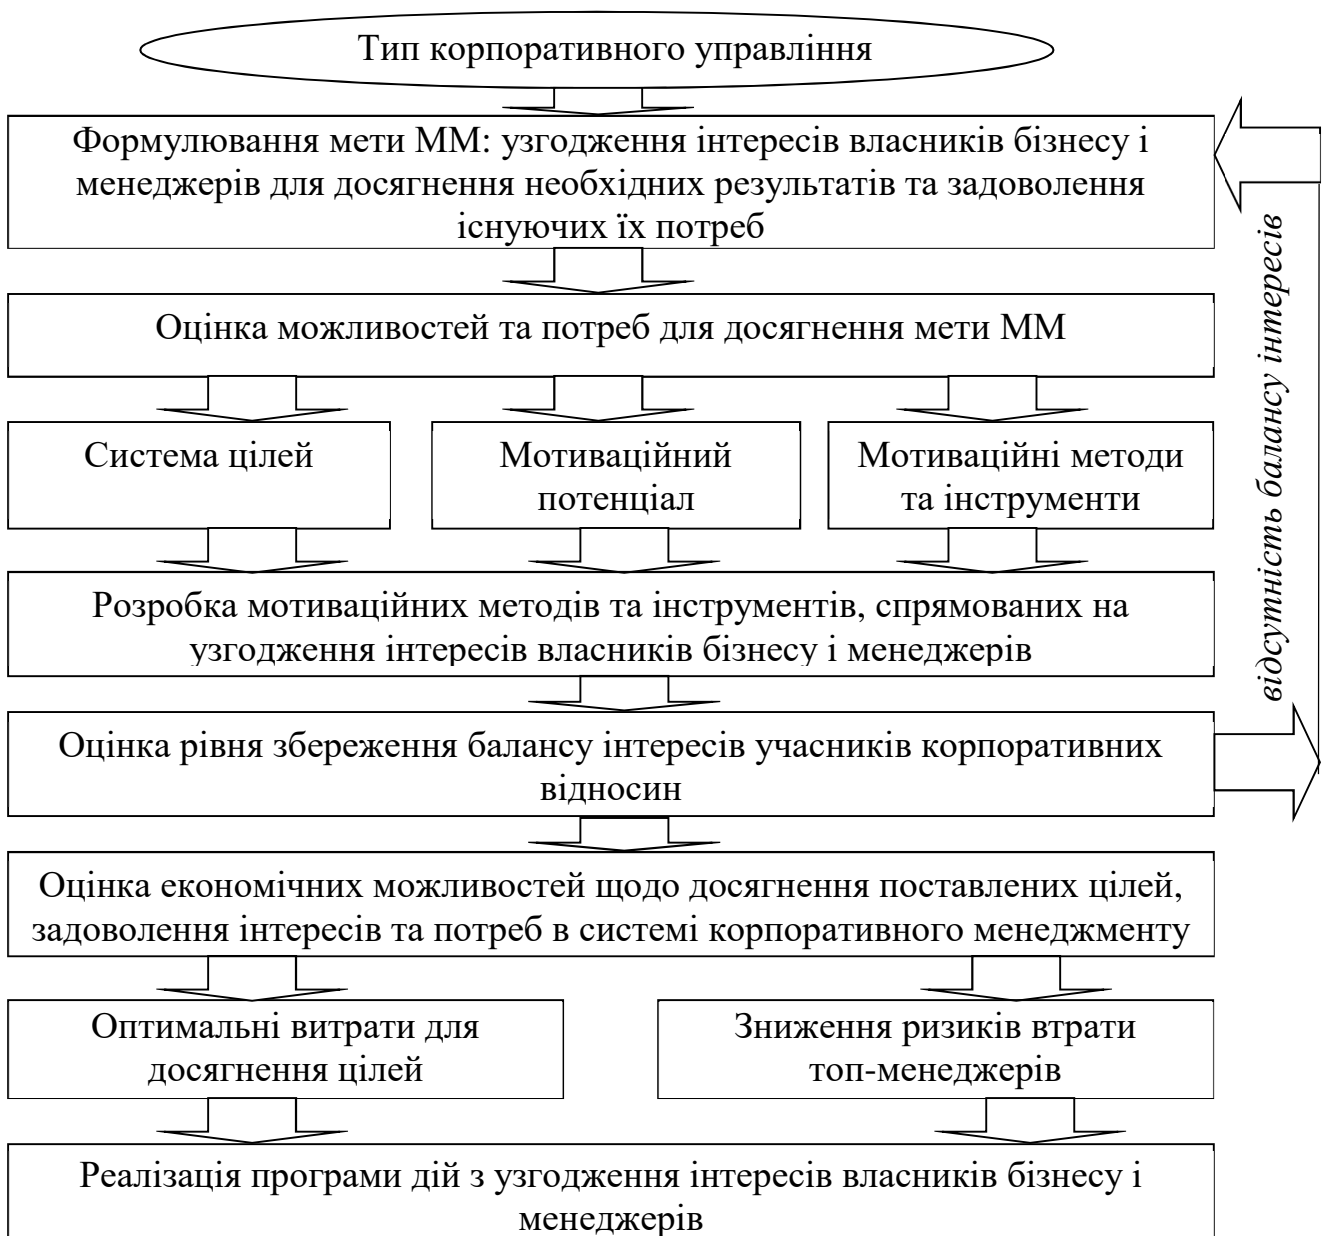 Тип корпоративного управління
Формулювання мети ММ: узгодження інтересів власників бізнесу і
менеджерів для досягнення необхідних результатів та задоволення
існуючих їх потреб
відсутність балансу інтересів
Оцінка можливостей та потреб для досягнення мети ММ
Система цілей
Мотиваційний
потенціал
Мотиваційні методи
та інструменти
Розробка мотиваційних методів та інструментів, спрямованих на
узгодження інтересів власників бізнесу і менеджерів
Оцінка рівня збереження балансу інтересів учасників корпоративних
відносин
Оцінка економічних можливостей щодо досягнення поставлених цілей,
задоволення інтересів та потреб в системі корпоративного менеджменту
Оптимальні витрати для
досягнення цілей
Зниження ризиків втрати
топ-менеджерів
Реалізація програми дій з узгодження інтересів власників бізнесу і
менеджерів